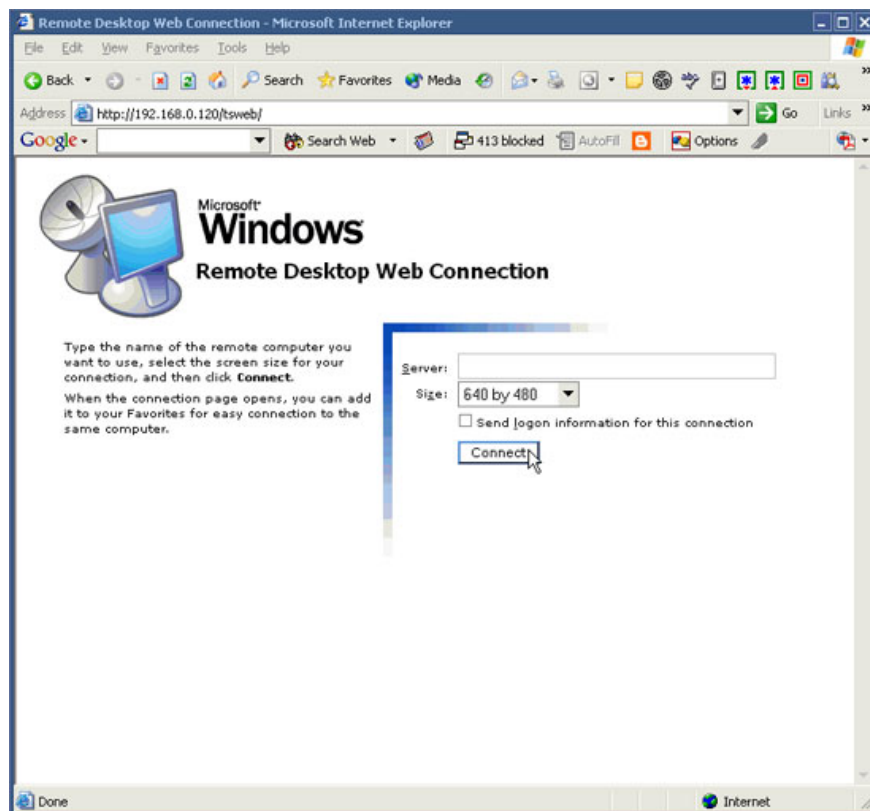 Remote Desktop Web Connection - Microsoft Internet Explorer
File Edit View Favorites Tools Help
Back Search Favorites Media
Address http://192.168.0.120/tsweb/ Go Links
Google Search Web 413 blocked AutoFill Options
Microsoft
Windows
Remote Desktop Web Connection
Type the name of the remote computer you
want to use, select the screen size for your
connection, and then click Connect.
When the connection page opens, you can add
it to your Favorites for easy connection to the
same computer.
Server:
Size: 640 by 480
Send logon information for this connection
Connect
Done Internet